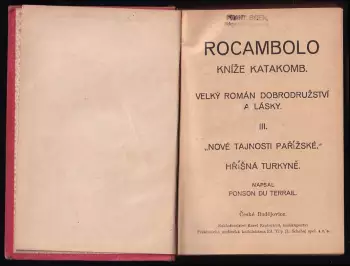 ROCAMBOLO
KNÍŽE KATAKOMB.
VELKÝ ROMÁN DOBRODRUŽSTVÍ
A LÁSKY.
III.
„NOVÉ TAJNOSTI PAŘÍŽSKÉ.“
HŘÍŠNÁ TURKYNĚ.
NAPSAL
PONSON DU TERRAIL.
České Budějovice.